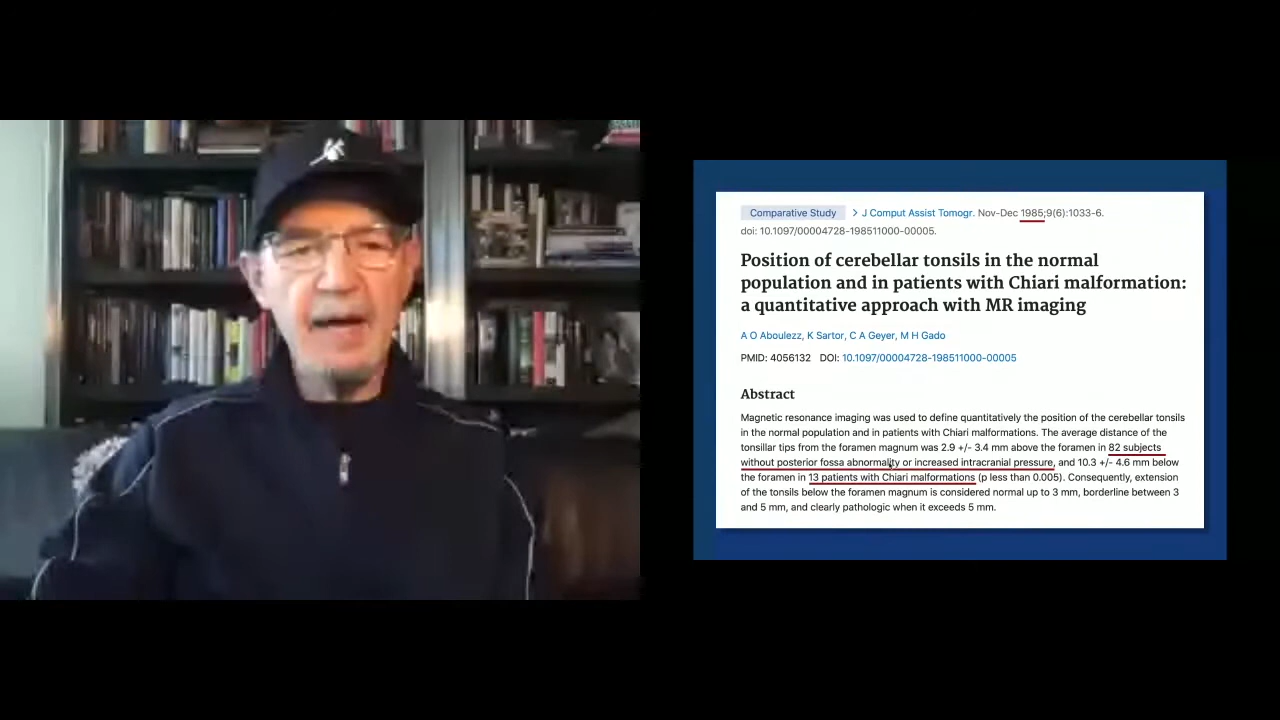 Comparative Study > J Comput Assist Tomogr. Nov-Dec 1985;9(6):1033-6.
doi: 10.1097/00004728-198511000-00005.
Position of cerebellar tonsils in the normal
population and in patients with Chiari malformation:
a quantitative approach with MR imaging
A O Aboulezz, K Sartor, C A Geyer, M H Gado
PMID: 4056132 DOI: 10.1097/00004728-198511000-00005
Abstract
Magnetic resonance imaging was used to define quantitatively the position of the cerebellar tonsils
in the normal population and in patients with Chiari malformations. The average distance of the
tonsillar tips from the foramen magnum was 2.9 +/- 3.4 mm above the foramen in 82 subjects
without posterior fossa abnormality or increased intracranial pressure, and 10.3 +/- 4.6 mm below
the foramen in 13 patients with Chiari malformations (p less than 0.005). Consequently, extension
of the tonsils below the foramen magnum is considered normal up to 3 mm, borderline between 3
and 5 mm, and clearly pathologic when it exceeds 5 mm.